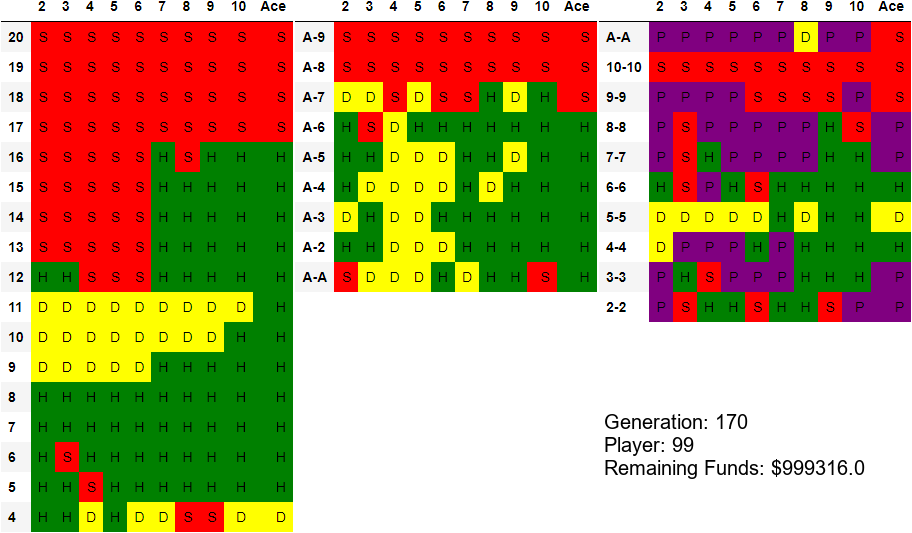 2 3 4 5 6 7 8 9 10 Ace
20 S S S S S S S S S S
19 S S S S S S S S S S
18 S S S S S S S S S S
17 S S S S S S S S S S
16 S S S S S H S H H H
15 S S S S S H H H H H
14 S S S S S H H H H H
13 S S S S S H H H H H
12 H H S S S H H H H H
11 D D D D D D D D D H
10 D D D D D D D D H H
9 D D D D D H H H H H
8 H H H H H H H H H H
7 H H H H H H H H H H
6 H S H H H H H H H H
5 H H S H H H H H H H
4 H H D H D D S S D D
2 3 4 5 6 7 8 9 10 Ace
A-9 S S S S S S S S S S
A-8 S S S S S S S S S S
A-7 D D S D S S H D H S
A-6 H S D H H H H H H H
A-5 H H D D D H H D H H
A-4 H D D D D H D H H H
A-3 D H D D H H H H H H
A-2 H H D D D H H H H H
A-A S D D D H D H H S H
2 3 4 5 6 7 8 9 10 Ace
A-A P P P P P P D P P S
10-10 S S S S S S S S S S
9-9 P P P P S S S S P S
8-8 P S P P P P P H S P
7-7 P S H P P P P H H P
6-6 H S P H S H H H H H
5-5 D D D D D H D H H D
4-4 D P P P H P H H H H
3-3 P H S P P P H H H P
2-2 P S H H S H H S P P
Generation: 170
Player: 99
Remaining Funds: $999316.0